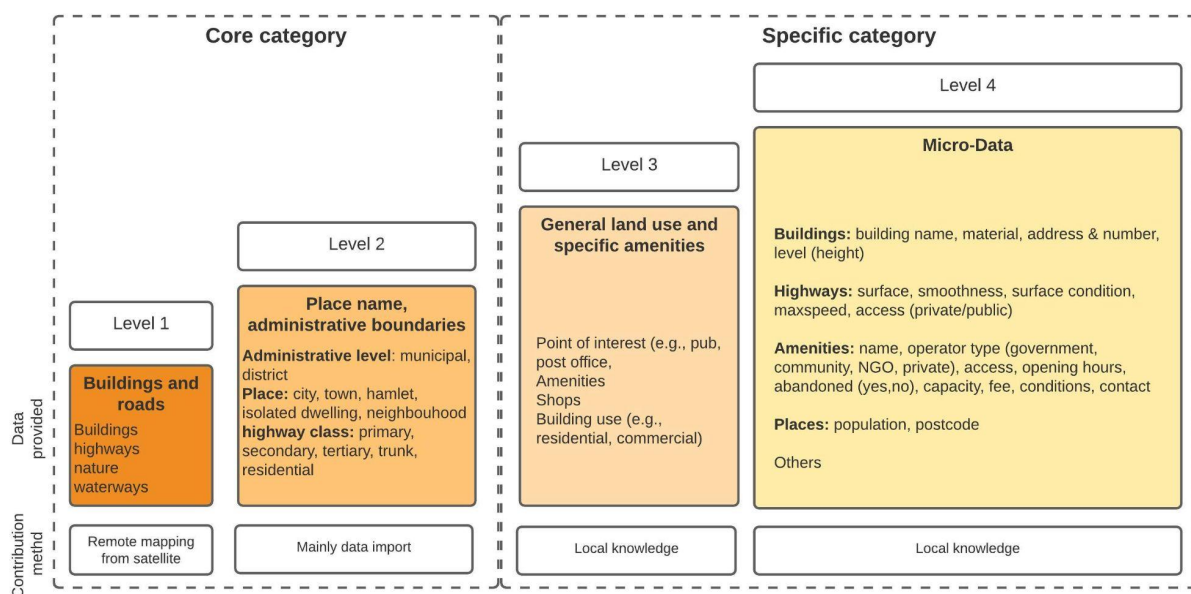 Core category
Level 1
Buildings and
roads
Buildings
highways
nature
waterways
Remote mapping
from satellite
Level 2
Place name,
administrative boundaries
Administrative level: municipal,
district
Place: city, town, hamlet,
isolated dwelling, neighbouhood
highway class: primary,
secondary, tertiary, trunk,
residential
Mainly data import
Specific category
Level 3
General land use and
specific amenities
Point of interest (e.g., pub,
post office,
Amenities
Shops
Building use (e.g.,
residential, commercial)
Local knowledge
Level 4
Micro-Data
Buildings: building name, material, address & number,
level (height)
Highways: surface, smoothness, surface condition,
maxspeed, access (private/public)
Amenities: name, operator type (government,
community, NGO, private), access, opening hours,
abandoned (yes,no), capacity, fee, conditions, contact
Places: population, postcode
Others
Local knowledge
Data
provided
Contribution
methd